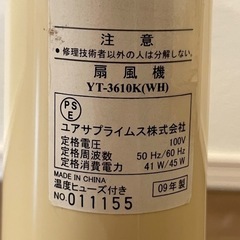 注意
●修理技術者以外の人は分解しない。
扇風機
YT-3610K(WH)
PS
E
ユアサプライムス株式会社
定格電圧 100V
定格周波数 50 Hz/60 Hz
定格消費電力 41W/45W
MADE IN CHINA
温度ヒューズ付き 09年製
NO.011155